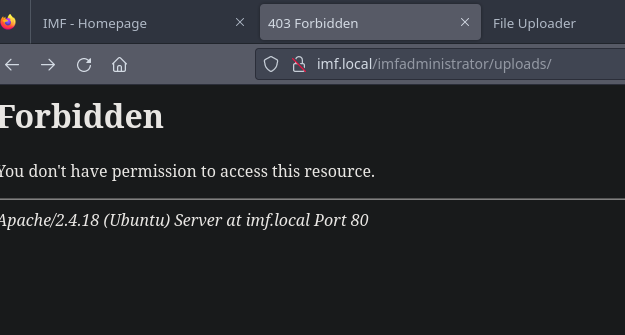 IMF - Homepage
403 Forbidden
File Uploader
imf.local/imfadministrator/uploads/
Forbidden
You don't have permission to access this resource.
Apache/2.4.18 (Ubuntu) Server at imf.local Port 80